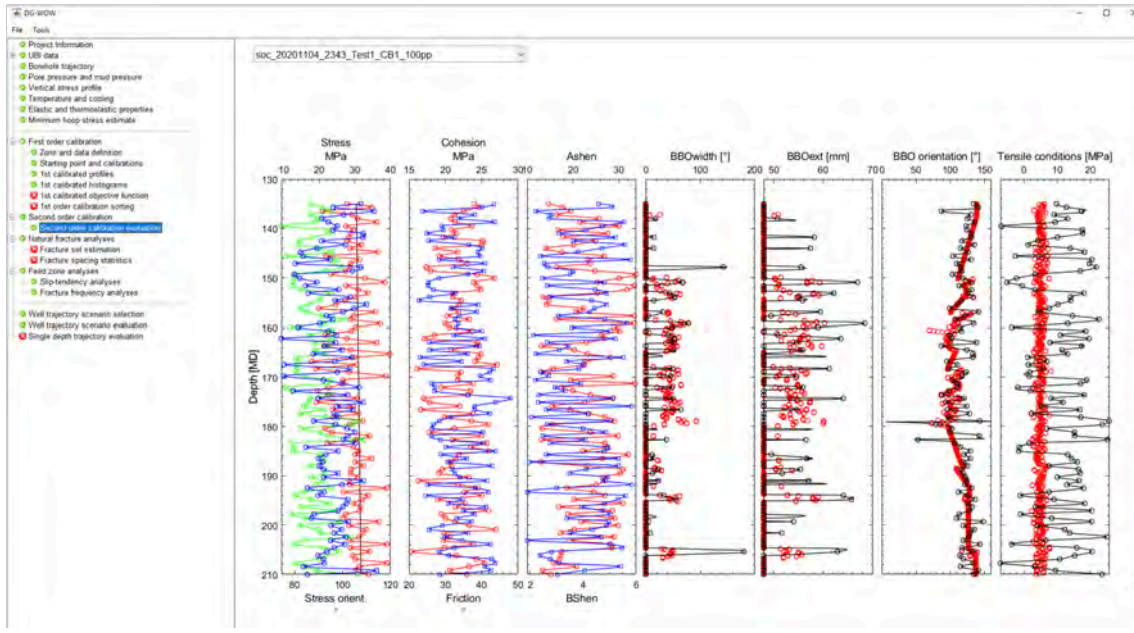 DG-WOW
File Tools
Project Information
UBI data
Borehole trajectory
Pore pressure and mud pressure
Vertical stress profile
Temperature and cooling
Elastic and thermoelastic properties
Minimum hoop stress estimate
First order calibration
Zone and data definition
Starting point and calibrations
1st calibrated profiles
1st calibrated histograms
1st calibrated objective function
1st order calibration sorting
Second order calibration
Second order calibration evaluation
Natural fracture analyses
Fracture set estimation
Fracture spacing statistics
Feed zone analyses
Slip-tendency analyses
Fracture frequency analyses
Well trajectory scenario selection
Well trajectory scenario evaluation
Single depth trajectory evaluation
soc_20201104_2343_Test1_CB1_100pp
Stress Cohesion
MPa MPa Ashen BBOwidth [°] BBOext [mm] BBO orientation [°] Tensile conditions [MPa]
10 20 30 40 10 20 25 30 10 20 30 0 50 100 150 50 60 70 0 50 100 150 0 5 10 15 20 25
130
140
150
160
170
180
190
200
210
Depth [MD]
80 100 120 20 30 40 50 2 4 6
Stress orient Friction BShen